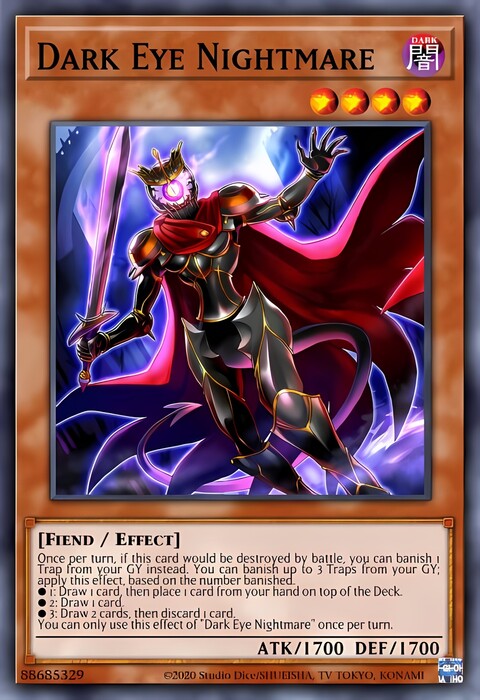 DARK EYE NIGHTMARE
DARK
闇
[FIEND / EFFECT]
Once per turn, if this card would be destroyed by battle, you can banish 1
Trap from your GY instead. You can banish up to 3 Traps from your GY;
apply this effect, based on the number banished.
● 1: Draw 1 card, then place 1 card from your hand on top of the Deck.
● 2: Draw 1 card.
● 3: Draw 2 cards, then discard 1 card.
You can only use this effect of "Dark Eye Nightmare" once per turn.
ATK/1700 DEF/1700
88685329
©2020 Studio Dice/SHUEISHA, TV TOKYO, KONAMI